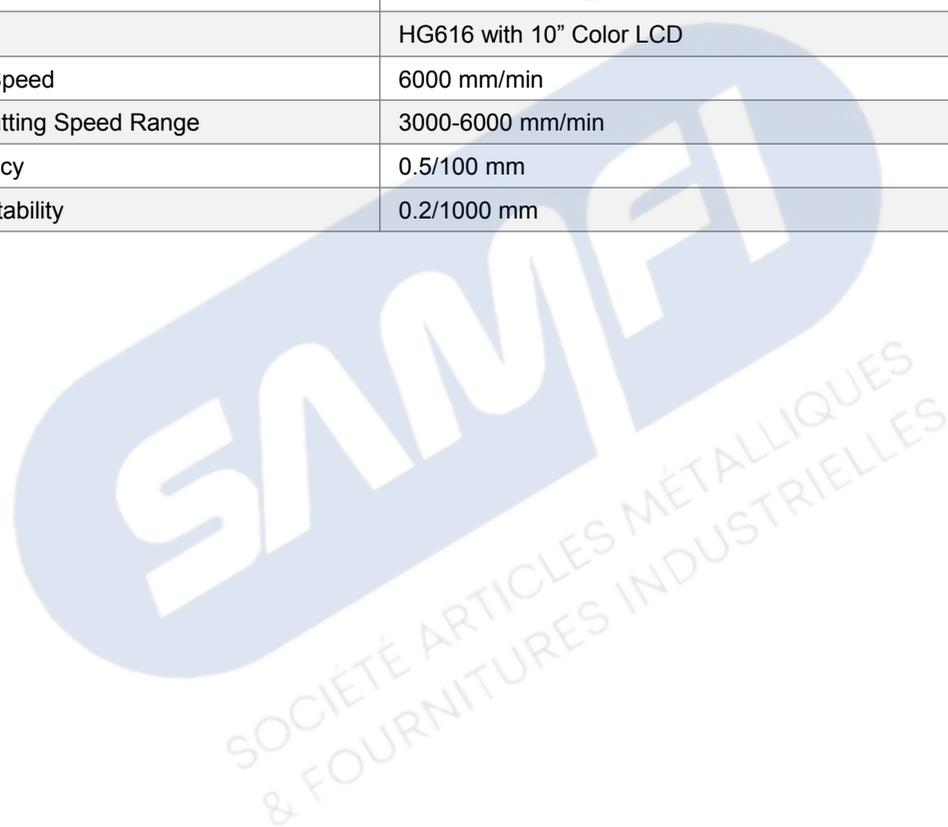 HG616 with 10” Color LCD
peed 6000 mm/min
tting Speed Range 3000-6000 mm/min
cy 0.5/100 mm
tability 0.2/1000 mm
SAMFI
SOCIÉTÉ ARTICLES MÉTALLIQUES
& FOURNITURES INDUSTRIELLES